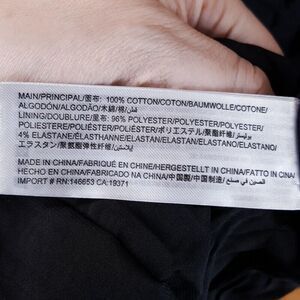 MAIN/PRINCIPAL/面布: 100% COTTON/COTON/BAUMWOLLE/COTONE/
ALGODÓN/ALGODÃO/木綿/棉/قطن
LINING/DOUBLURE/里布: 96% POLYESTER/POLYESTER/
POLIESTERE/POLIÉSTER/POLIÉSTER/ポリエステル/聚酯纤维/بوليستر
4% ELASTANE/ÉLASTHANNE/ELASTAN/ELASTAN/ELASTANO/ELASTANO/
エラスタン/聚氨酯弹性纤维/إيلاستين
MADE IN CHINA/FABRIQUÉ EN CHINE/HERGESTELLT IN CHINA/FATTO IN CINA/
HECHO EN CHINA/FABRICADO NA CHINA/中国製/中国制造/الصين في صنع
IMPORT # RN:146653 CA:19371